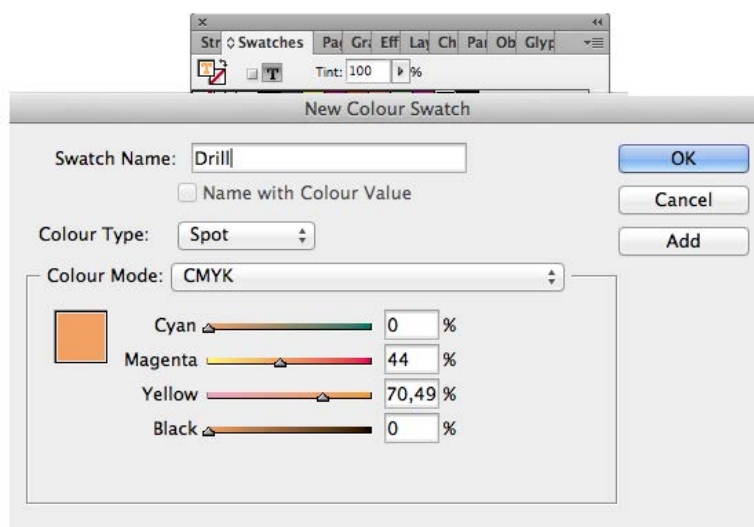 Str Swatches Pa Gra Eff Lay Ch Par Ob Glyp
T T Tint: 100 %
New Colour Swatch
Swatch Name: Drill OK
Name with Colour Value Cancel
Colour Type: Spot Add
Colour Mode: CMYK
Cyan 0 %
Magenta 44 %
Yellow 70,49 %
Black 0 %